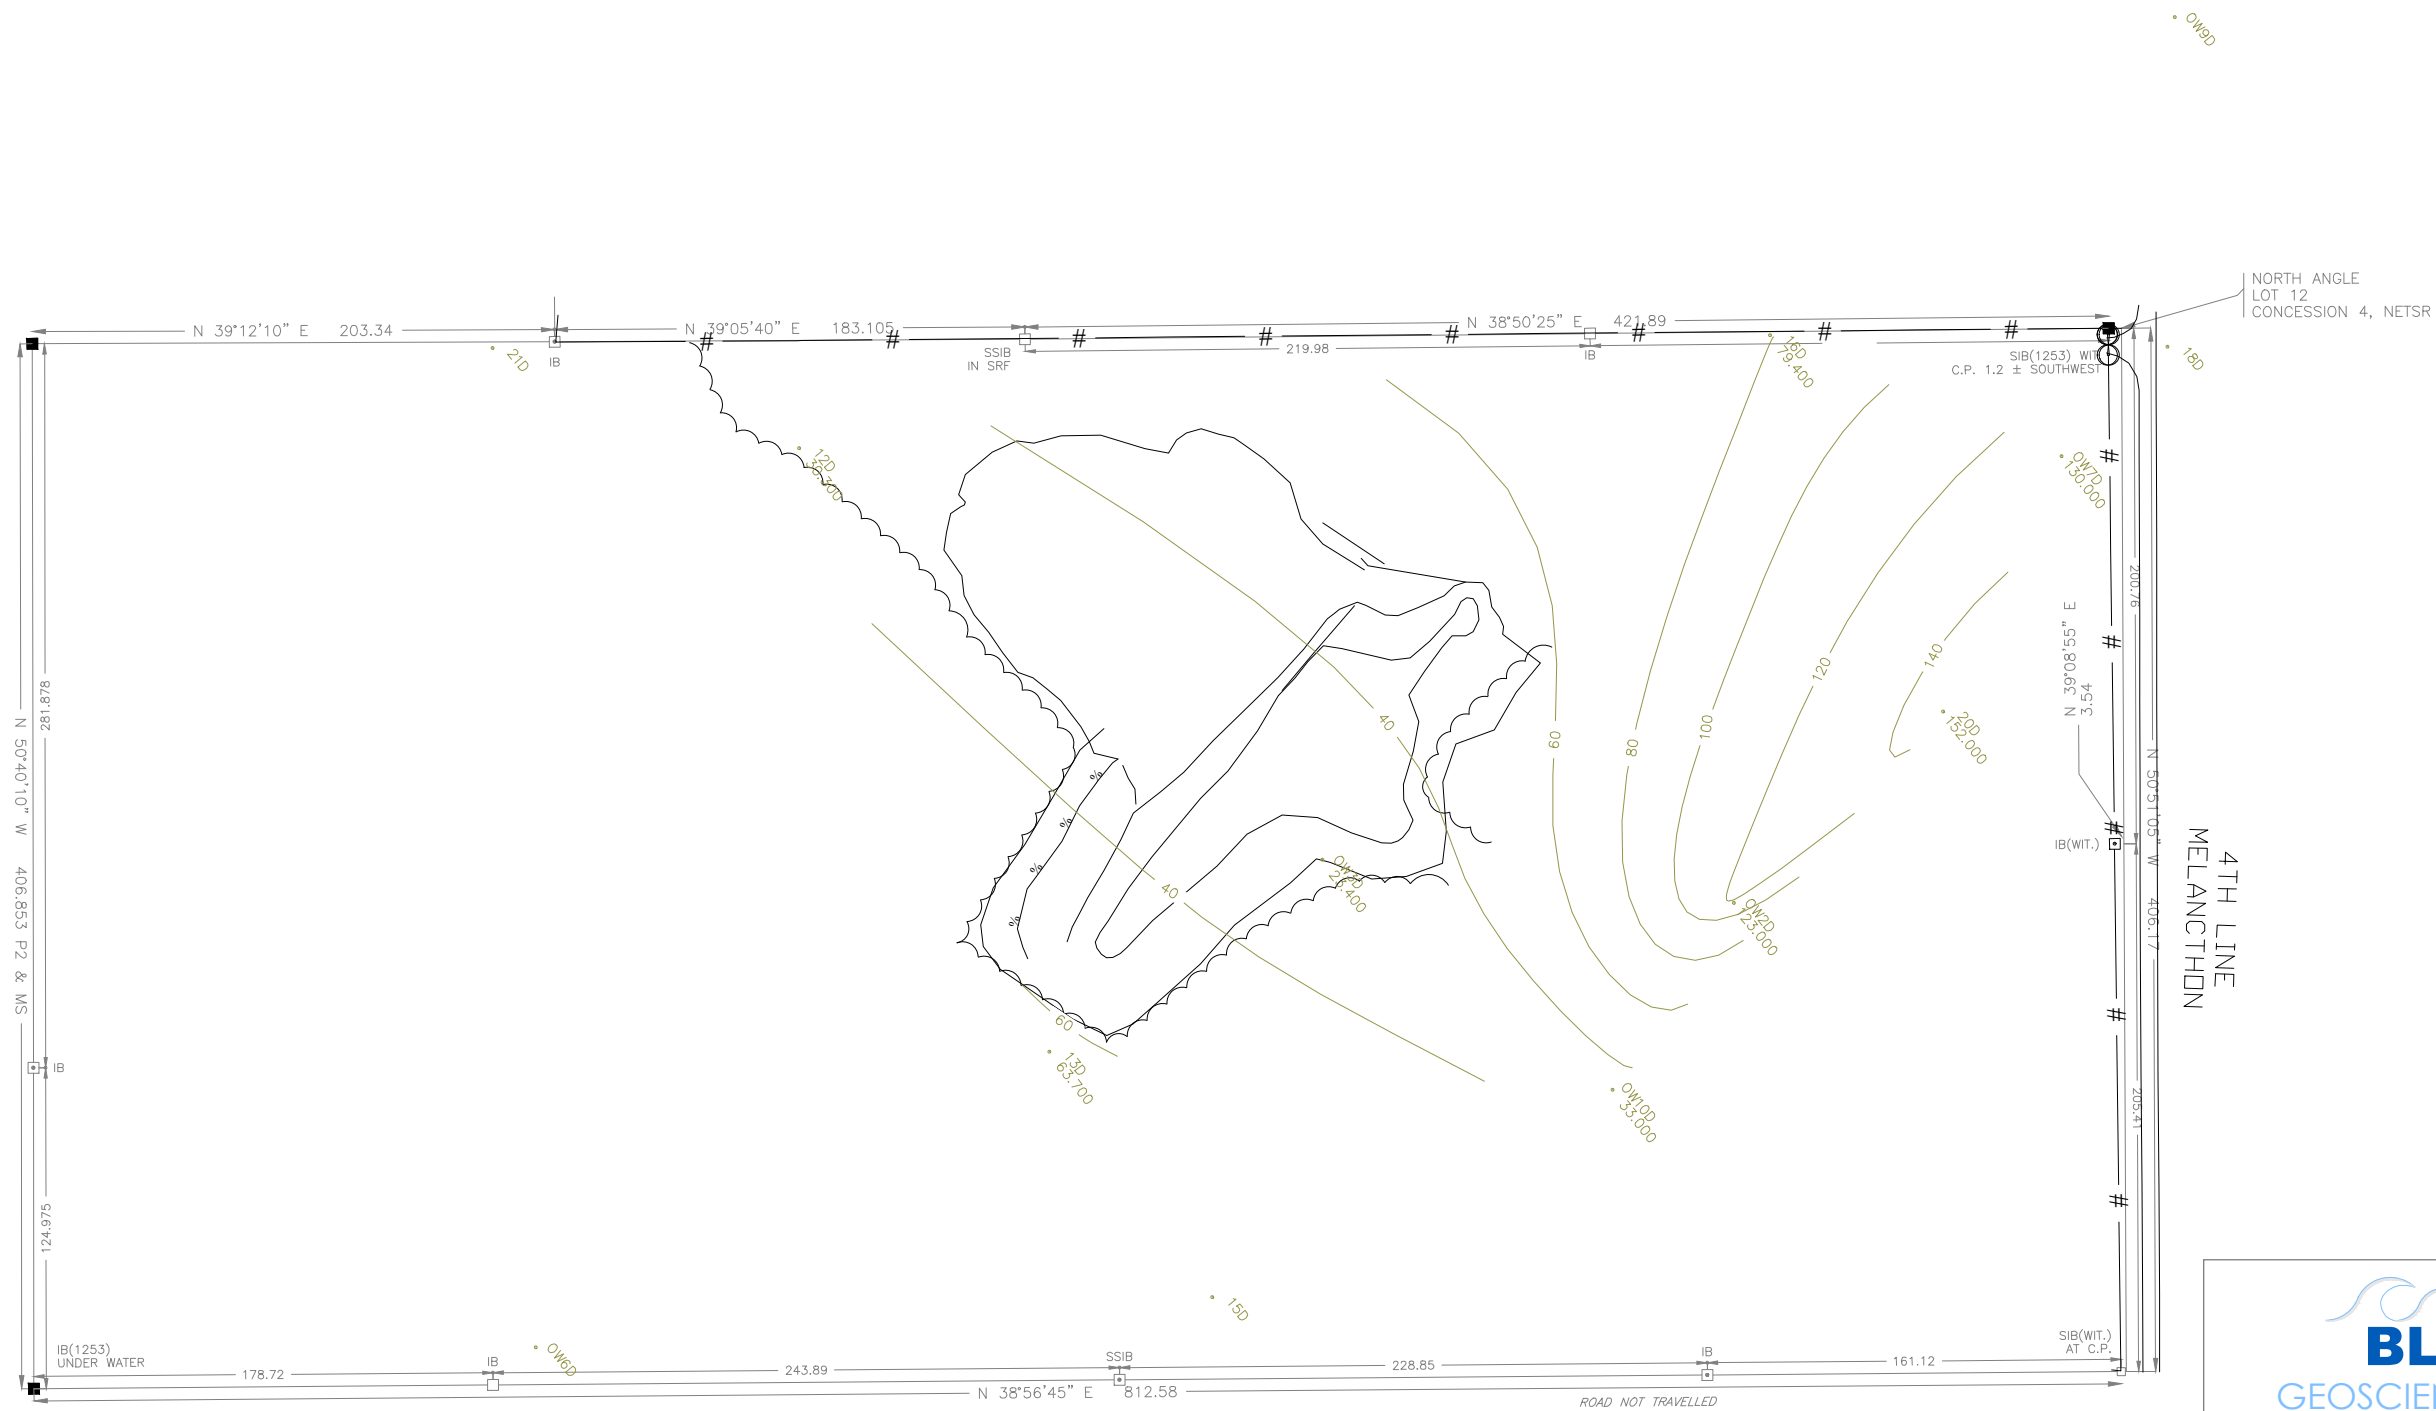 OW9D
NORTH ANGLE
LOT 12
CONCESSION 4, NETSR
N 39°12'10" E 203.34
N 39°05'40" E 183.105
N 38°50'25" E 421.89
219.98
IB
SSIB
IN SRF
IB
21D
16D
79.400
SIB(1253) WIT
C.P. 1.2 ± SOUTHWEST
18D
12D
OW7D
130.000
200.76
N 39°08'55" E
3.54
40
60
80
100
120
140
20D
152.000
281.878
N 50°40'10" W 406.853 P2 & MS
N 50°51'05" W 406.17
4TH LINE
MELANCTHON
IB(WIT.)
%
%
%
%
40
OW3D
OW2D
123.000
60
13D
63.700
IB
OW10D
33.000
205.41
124.975
15D
OW6D
IB(1253)
UNDER WATER
SIB(WIT.)
AT C.P.
IB
SSIB
IB
178.72
243.89
228.85
161.12
N 38°56'45" E 812.58
ROAD NOT TRAVELLED
BL
GEOSCIE